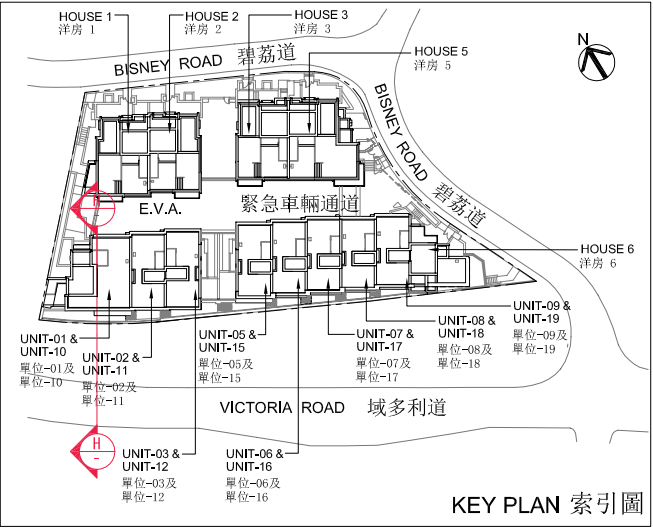 HOUSE 1
洋房 1
HOUSE 2
洋房 2
HOUSE 3
洋房 3
HOUSE 5
洋房 5
N
BISNEY ROAD 碧荔道
BISNEY ROAD 碧荔道
H
-
E.V.A. 緊急車輛通道
HOUSE 6
洋房 6
UNIT-01 &
UNIT-10
單位-01及
單位-10
UNIT-02 &
UNIT-11
單位-02及
單位-11
UNIT-05 &
UNIT-15
單位-05及
單位-15
UNIT-07 &
UNIT-17
單位-07及
單位-17
UNIT-08 &
UNIT-18
單位-08及
單位-18
UNIT-09 &
UNIT-19
單位-09及
單位-19
VICTORIA ROAD 域多利道
H
-
UNIT-03 &
UNIT-12
單位-03及
單位-12
UNIT-06 &
UNIT-16
單位-06及
單位-16
KEY PLAN 索引圖